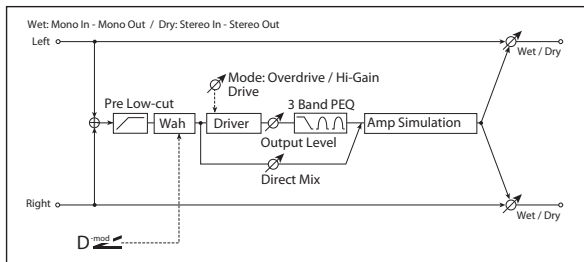 Wet: Mono In - Mono Out / Dry: Stereo In - Stereo Out
Left
Wet / Dry
Mode: Overdrive / Hi-Gain
Drive
Pre Low-cut
3 Band PEQ
Wah
Driver
Amp Simulation
Output Level
Direct Mix
Right
Wet / Dry
D-mod